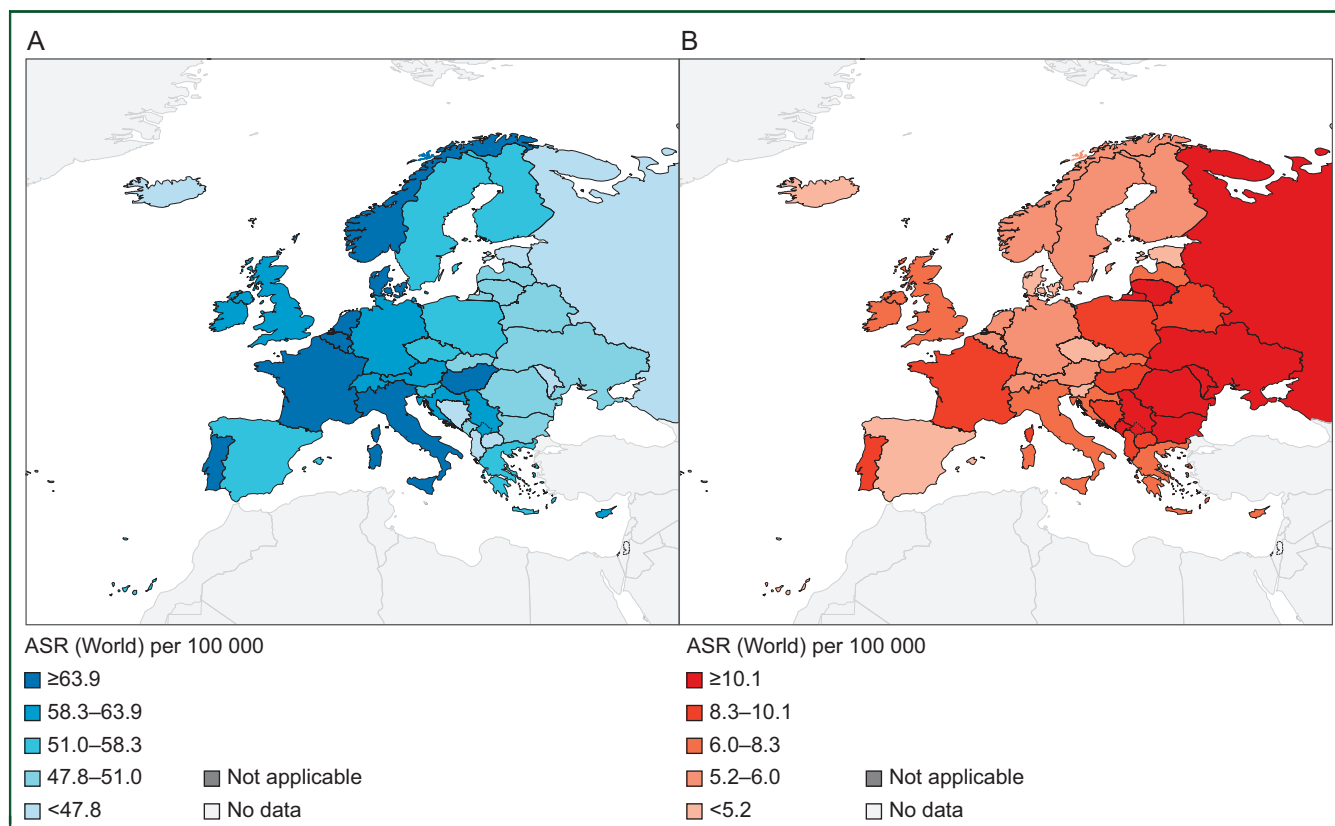 A
B
ASR (World) per 100 000
≥63.9
58.3–63.9
51.0–58.3
47.8–51.0
<47.8
Not applicable
No data
ASR (World) per 100 000
≥10.1
8.3–10.1
6.0–8.3
5.2–6.0
<5.2
Not applicable
No data